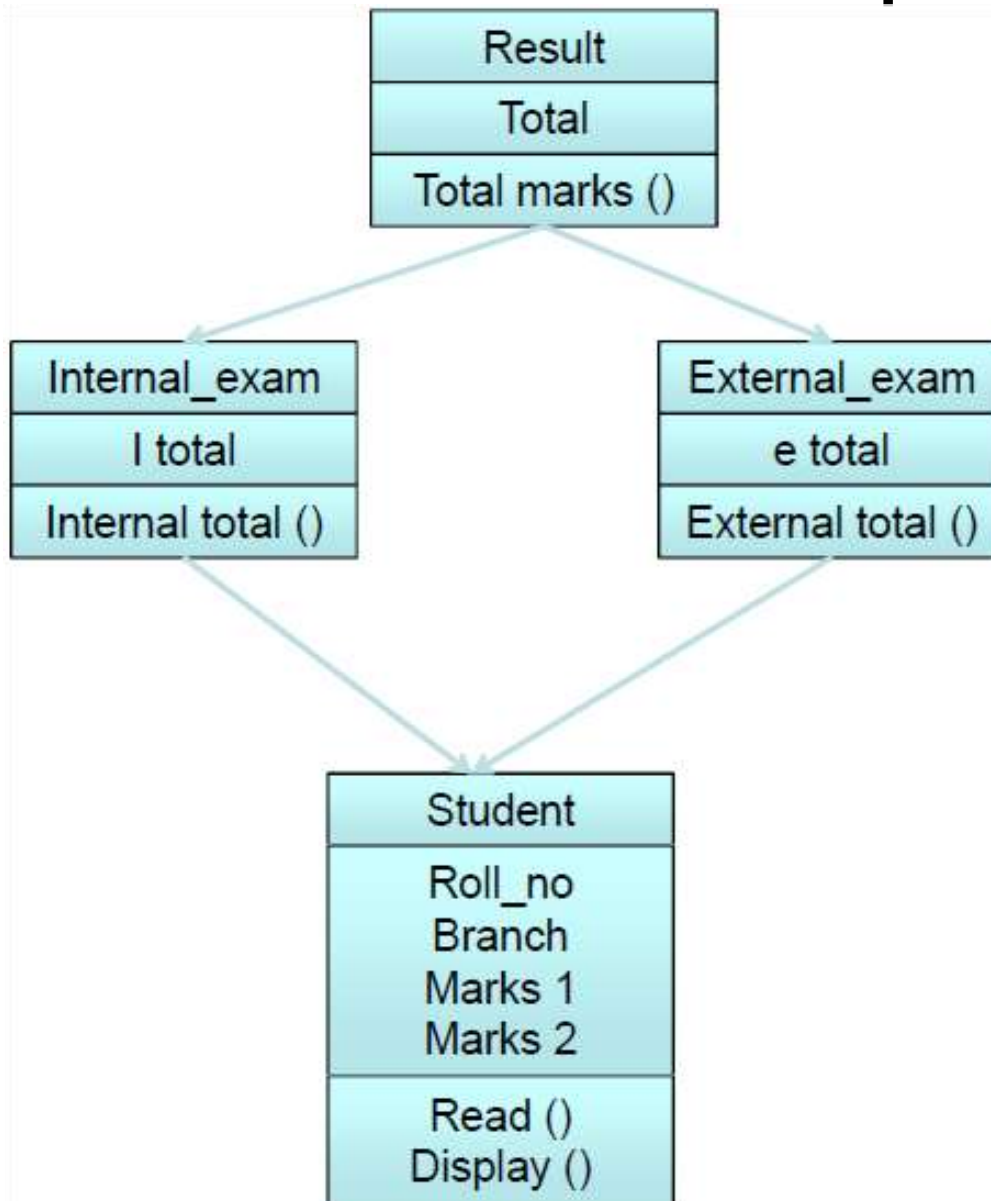 Result
Total
Total marks ()
Internal_exam
I total
Internal total ()
External_exam
e total
External total ()
Student
Roll_no
Branch
Marks 1
Marks 2
Read ()
Display ()